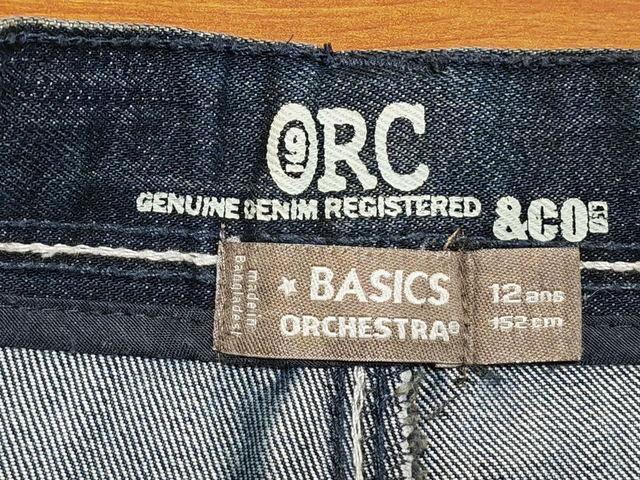 ORC
9
GENUINE DENIM REGISTERED
&CO
made in
Bangladesh
BASICS
ORCHESTRA®
12 ans
152 cm